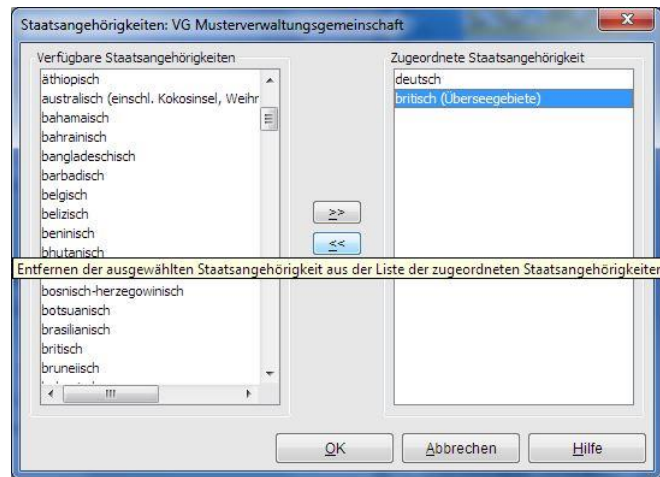 Staatsangehörigkeiten: VG Musterverwaltungsgemeinschaft
Verfügbare Staatsangehörigkeiten
äthiopisch
australisch (einschl. Kokosinsel, Weihr
bahamaisch
bahrainisch
bangladeschisch
barbadisch
belgisch
belizisch
beninisch
bhutanisch
bosnisch-herzegowinisch
botsuanisch
brasilianisch
britisch
bruneiisch
>>
<<
Zugeordnete Staatsangehörigkeit
deutsch
britisch (Überseegebiete)
Entfernen der ausgewählten Staatsangehörigkeit aus der Liste der zugeordneten Staatsangehörigkeiten
OK
Abbrechen
Hilfe